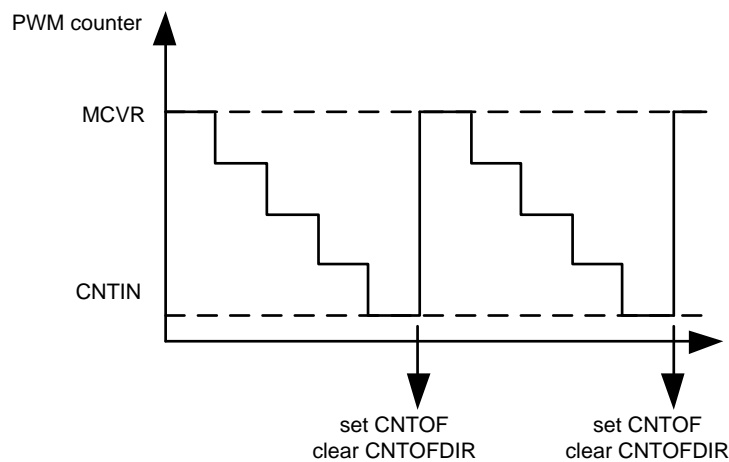 PWM counter
MCVR
CNTIN
set CNTOF
clear CNTOFDIR
set CNTOF
clear CNTOFDIR